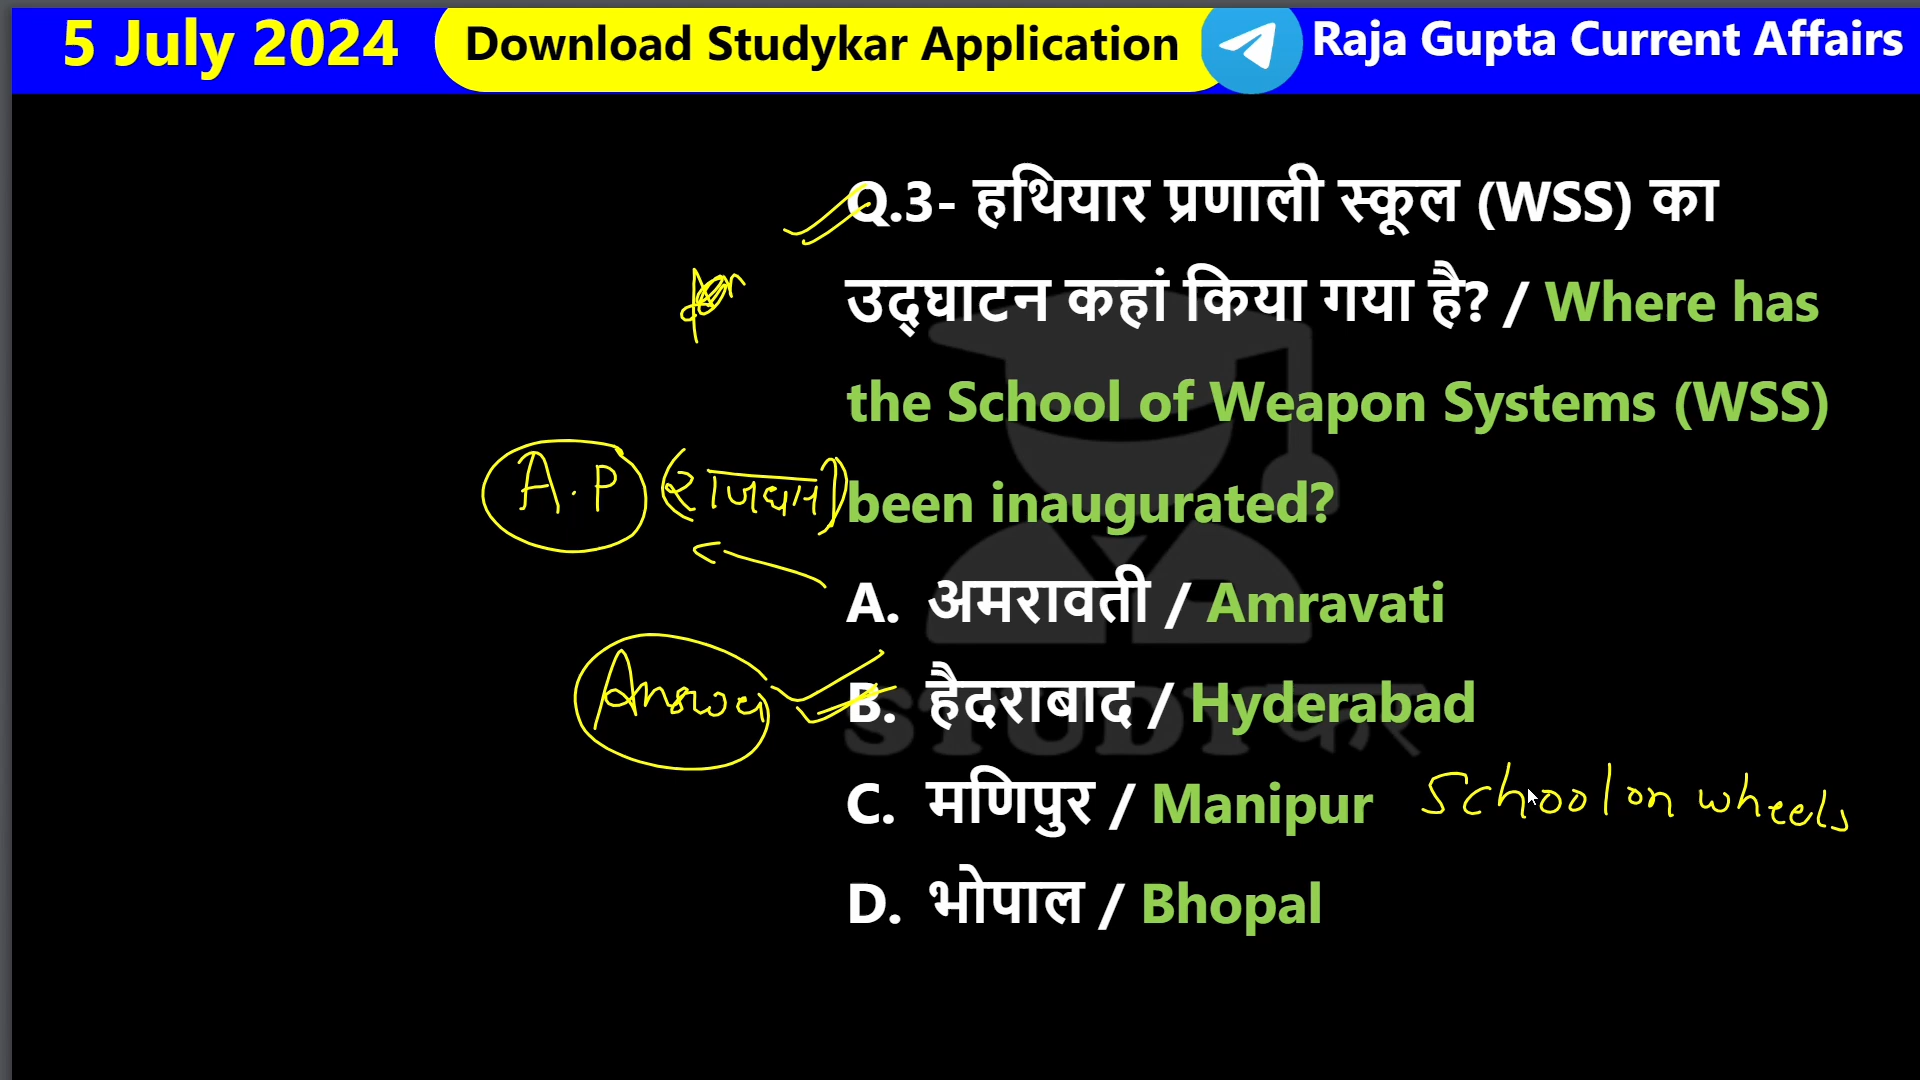 5 July 2024
Download Studykar Application
Raja Gupta Current Affairs
Q.3- हथियार प्रणाली स्कूल (WSS) का
उद्घाटन कहां किया गया है? / Where has
the School of Weapon Systems (WSS)
A.P (राजधानी)
been inaugurated?
A. अमरावती / Amravati
Answer
B. हैदराबाद / Hyderabad
STUDYकर
C. मणिपुर / Manipur
School on wheels
D. भोपाल / Bhopal